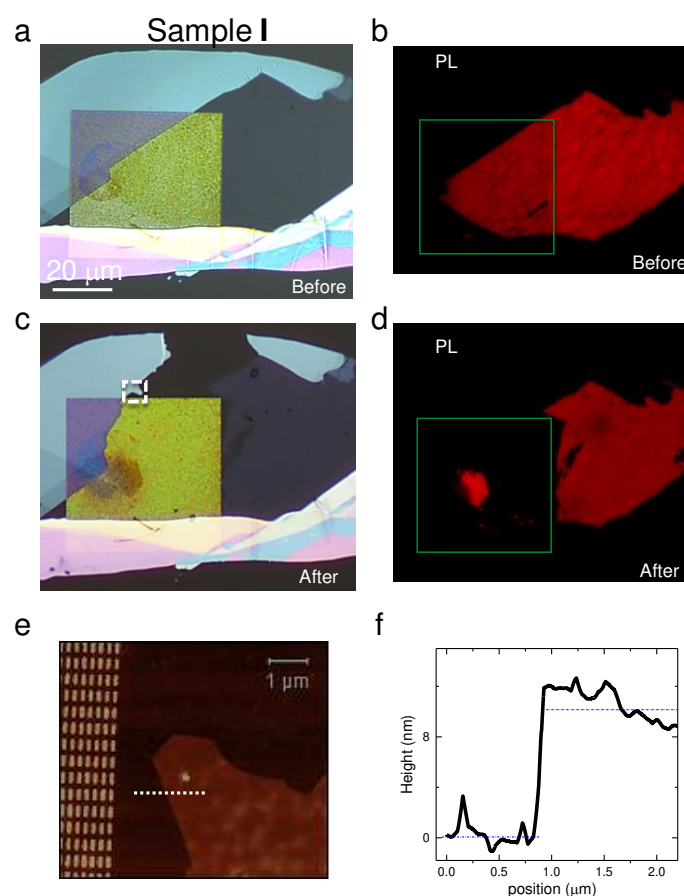 Sample I
a
20 μm
Before
b
PL
Before
c
After
d
PL
After
e
1 μm
f
Height (nm)
8
0
0.0 0.5 1.0 1.5 2.0
position (μm)